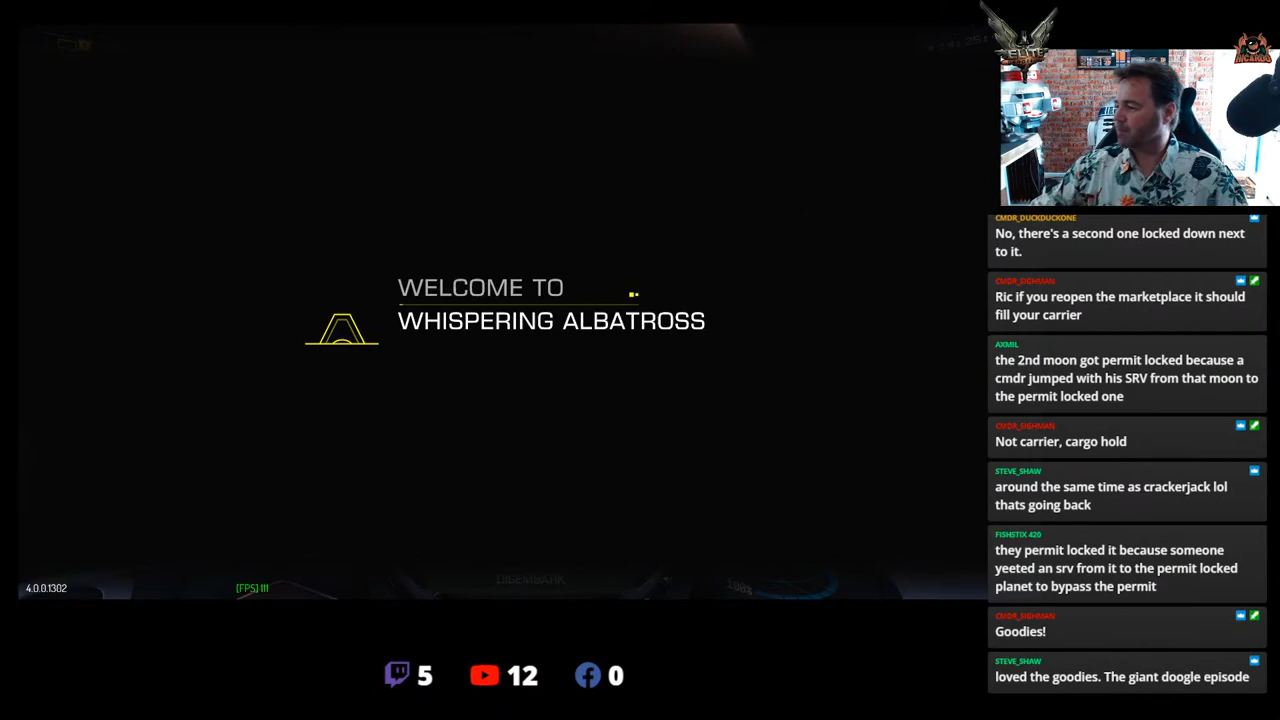 ELITE
RICARDO
CMDR_DUCKDUCKONE
No, there's a second one locked down next
to it.
CMDR_SIGHMAN
Ric if you reopen the marketplace it should
fill your carrier
AXMIL
the 2nd moon got permit locked because a
cmdr jumped with his SRV from that moon to
the permit locked one
CMDR_SIGHMAN
Not carrier, cargo hold
STEVE_SHAW
around the same time as crackerjack lol
thats going back
FISHSTIX 420
they permit locked it because someone
yeeted an srv from it to the permit locked
planet to bypass the permit
CMDR_SIGHMAN
Goodies!
STEVE_SHAW
loved the goodies. The giant doogle episode
WELCOME TO
WHISPERING ALBATROSS
DISEMBARK
4.0.0.1302
[FPS] 111
5
12
0